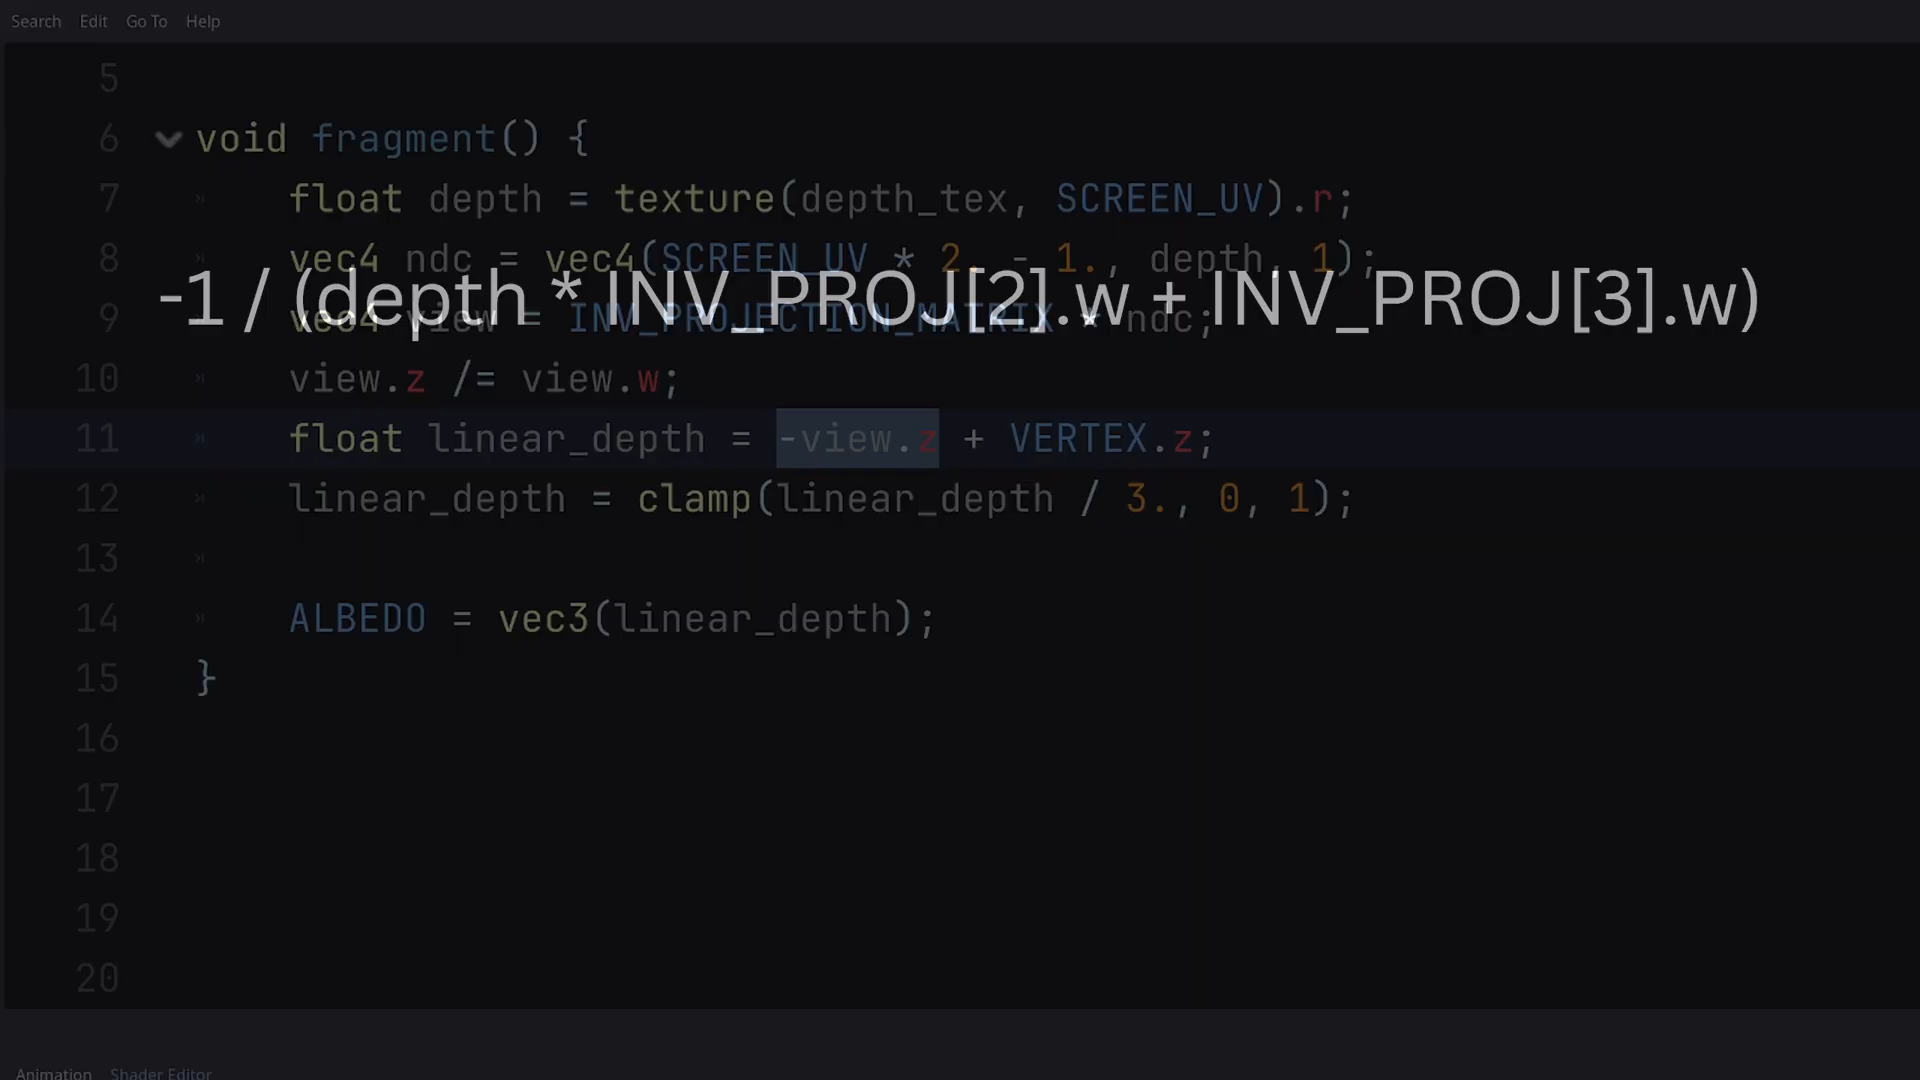 Search Edit Go To Help
5
6 void fragment() {
7 float depth = texture(depth_tex, SCREEN_UV).r;
8 vec4 ndc = vec4(SCREEN_UV * 2. - 1., depth, 1);
-1 / (depth * INV_PROJ[2].w + INV_PROJ[3].w)
9 vec4 view = INV_PROJECTION_MATRIX * ndc;
10 view.z /= view.w;
11 float linear_depth = -view.z + VERTEX.z;
12 linear_depth = clamp(linear_depth / 3., 0, 1);
13
14 ALBEDO = vec3(linear_depth);
15 }
16
17
18
19
20
Animation Shader Editor